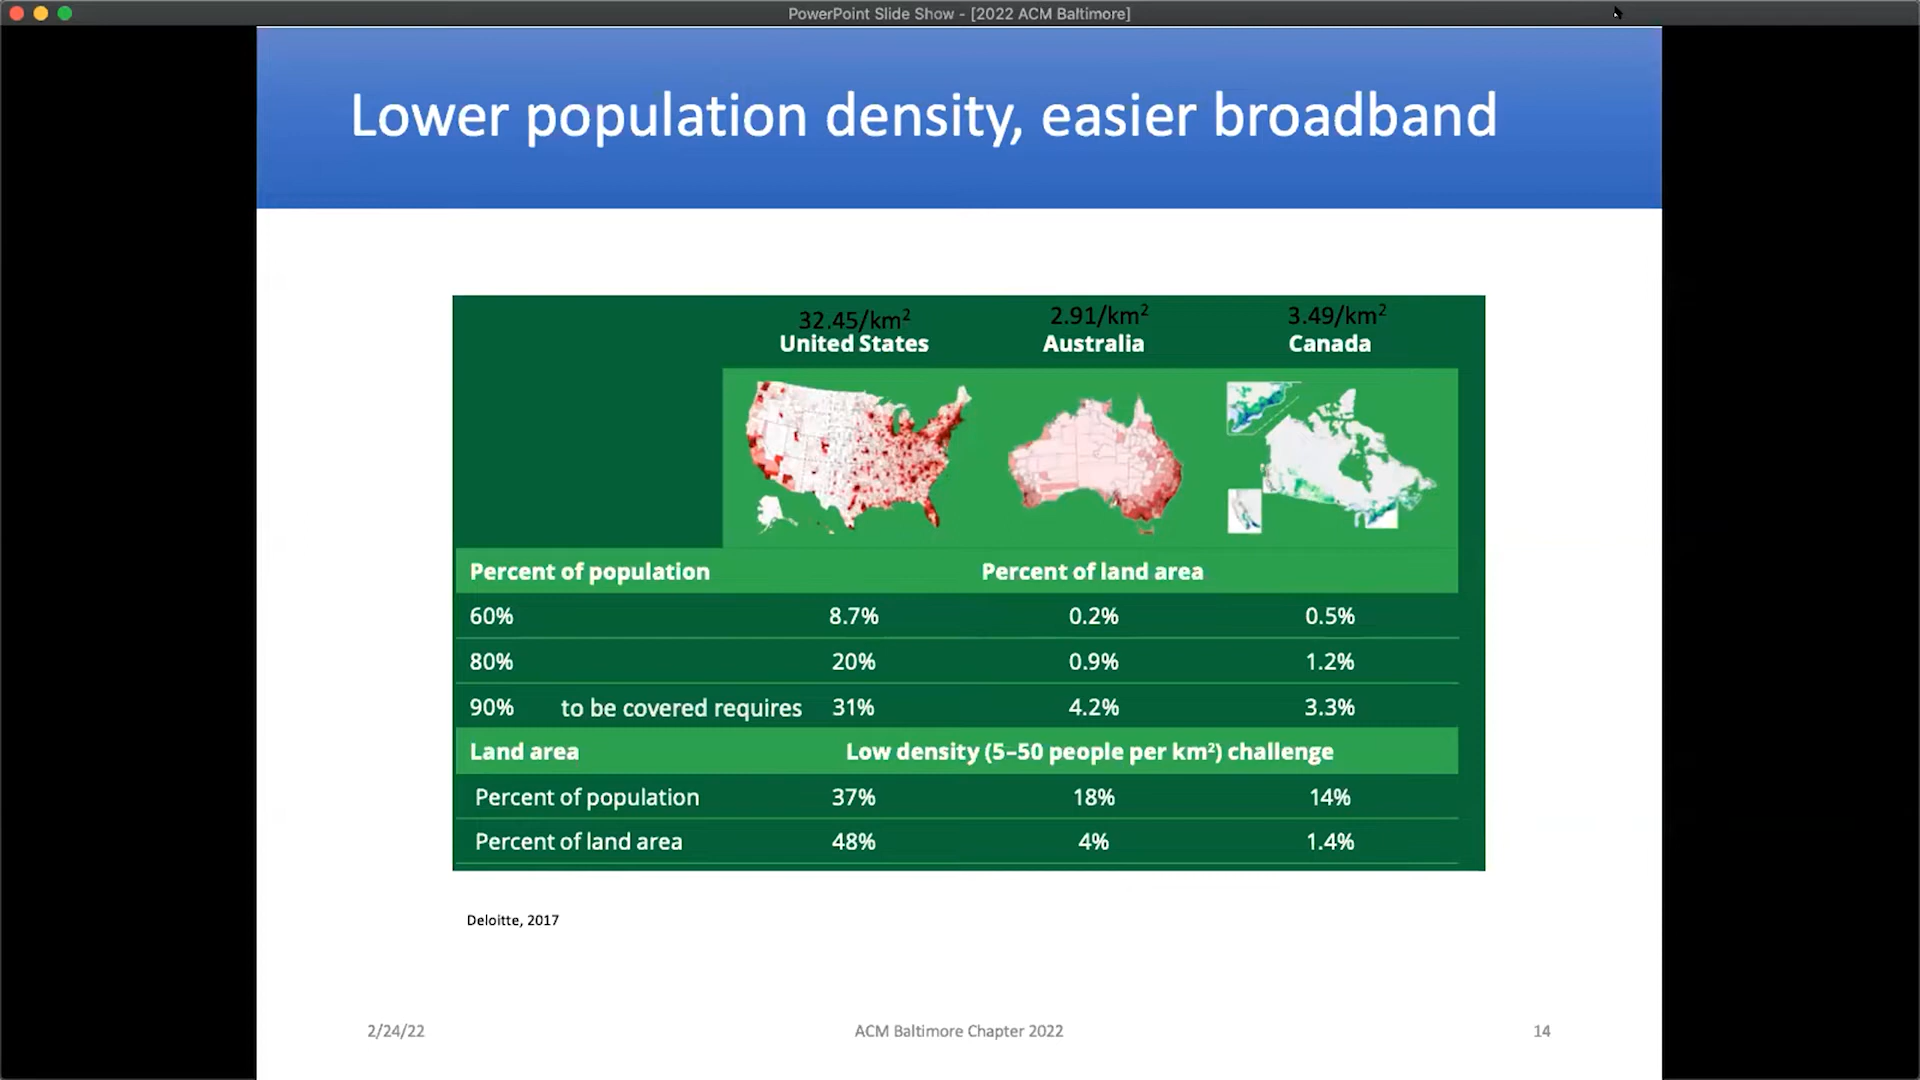 PowerPoint Slide Show - [2022 ACM Baltimore]
Lower population density, easier broadband
32.45/km² 2.91/km² 3.49/km²
United States Australia Canada
Percent of population Percent of land area
60% 8.7% 0.2% 0.5%
80% 20% 0.9% 1.2%
90% to be covered requires 31% 4.2% 3.3%
Land area Low density (5–50 people per km²) challenge
Percent of population 37% 18% 14%
Percent of land area 48% 4% 1.4%
Deloitte, 2017
2/24/22 ACM Baltimore Chapter 2022 14